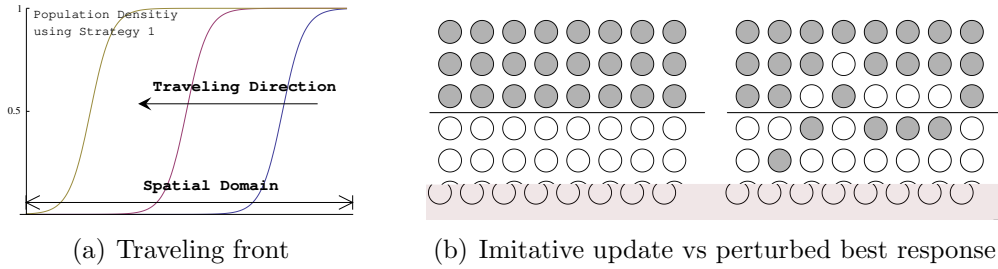 1
Population Densitiy
using Strategy 1
Traveling Direction
0.5
Spatial Domain
(a) Traveling front
(b) Imitative update vs perturbed best response